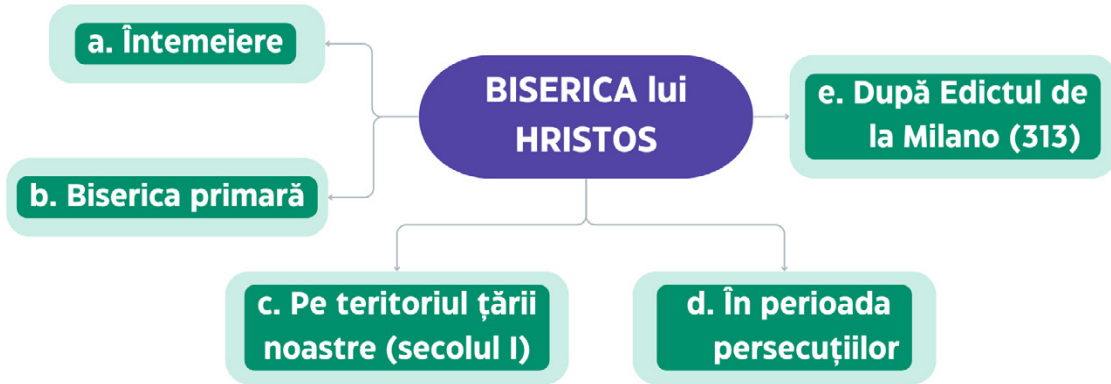 a. Întemeiere
BISERICA lui
HRISTOS
e. După Edictul de
la Milano (313)
b. Biserica primară
c. Pe teritoriul țării
noastre (secolul I)
d. În perioada
persecuțiilor